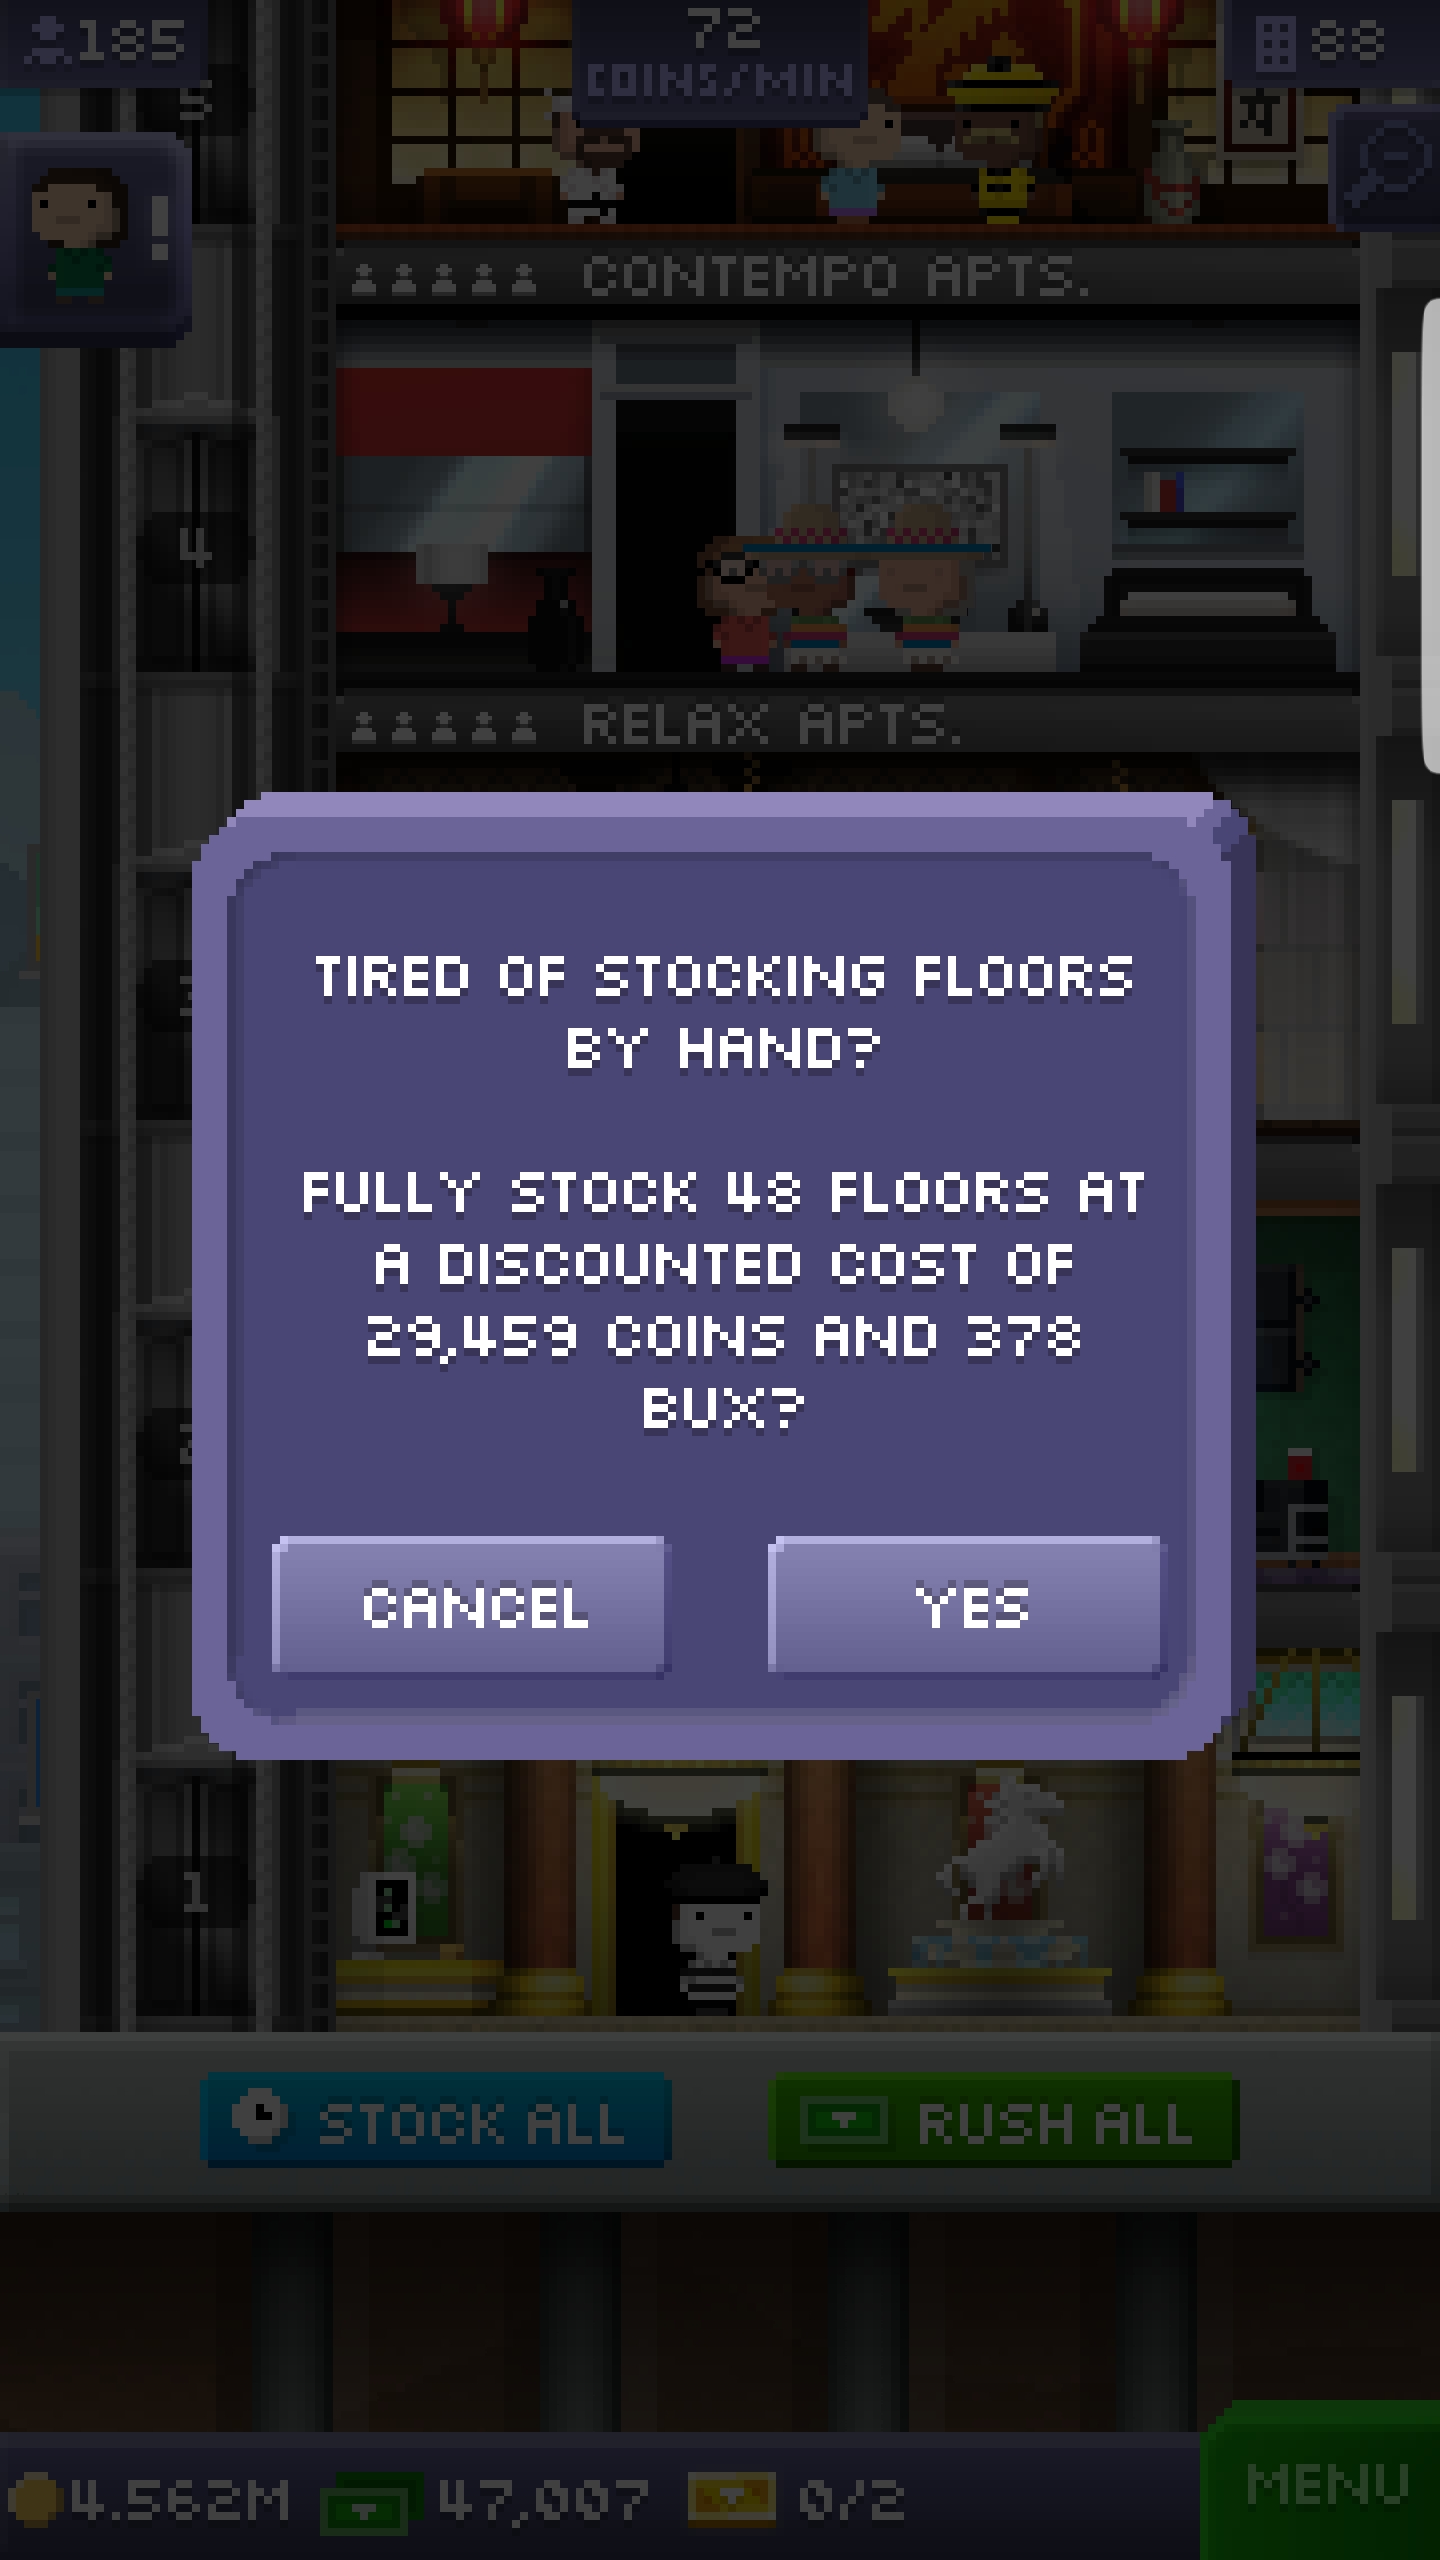 185
72
COINS/MIN
88
5
!
CONTEMPO APTS.
4
RELAX APTS.
TIRED OF STOCKING FLOORS
BY HAND?
FULLY STOCK 48 FLOORS AT
A DISCOUNTED COST OF
29,459 COINS AND 378
BUX?
CANCEL
YES
1
STOCK ALL
RUSH ALL
4.562M
47,007
0/2
MENU